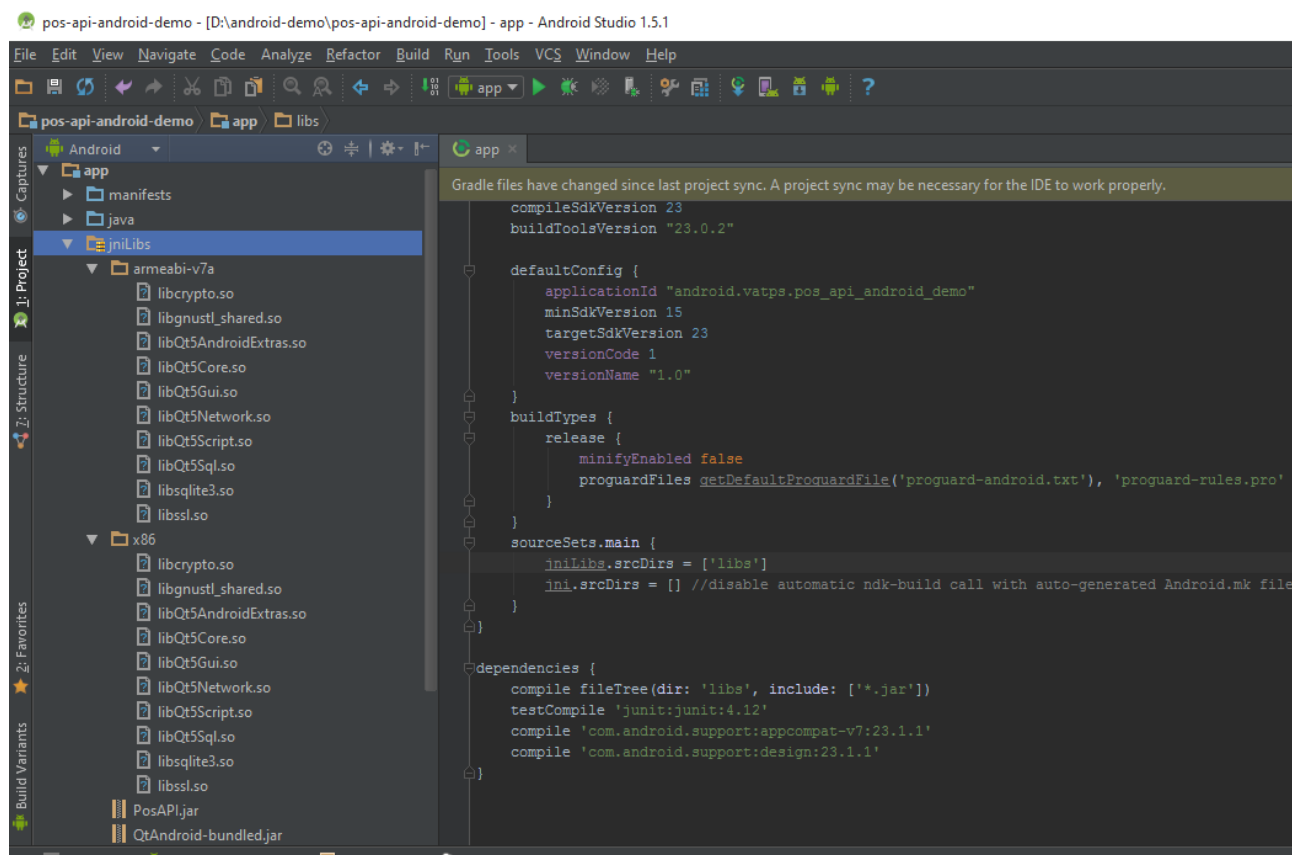 pos-api-android-demo - [D:\android-demo\pos-api-android-demo] - app - Android Studio 1.5.1
File Edit View Navigate Code Analyze Refactor Build Run Tools VCS Window Help
app
pos-api-android-demo app libs
Captures
1: Project
7: Structure
2: Favorites
Build Variants
Android
app
manifests
java
jniLibs
armeabi-v7a
libcrypto.so
libgnustl_shared.so
libQt5AndroidExtras.so
libQt5Core.so
libQt5Gui.so
libQt5Network.so
libQt5Script.so
libQt5Sql.so
libsqlite3.so
libssl.so
x86
libcrypto.so
libgnustl_shared.so
libQt5AndroidExtras.so
libQt5Core.so
libQt5Gui.so
libQt5Network.so
libQt5Script.so
libQt5Sql.so
libsqlite3.so
libssl.so
PosAPI.jar
QtAndroid-bundled.jar
app
Gradle files have changed since last project sync. A project sync may be necessary for the IDE to work properly.
compileSdkVersion 23
buildToolsVersion "23.0.2"
defaultConfig {
applicationId "android.vatps.pos_api_android_demo"
minSdkVersion 15
targetSdkVersion 23
versionCode 1
versionName "1.0"
}
buildTypes {
release {
minifyEnabled false
proguardFiles getDefaultProguardFile('proguard-android.txt'), 'proguard-rules.pro'
}
}
sourceSets.main {
jniLibs.srcDirs = ['libs']
jni.srcDirs = [] //disable automatic ndk-build call with auto-generated Android.mk file
}
}
dependencies {
compile fileTree(dir: 'libs', include: ['*.jar'])
testCompile 'junit:junit:4.12'
compile 'com.android.support:appcompat-v7:23.1.1'
compile 'com.android.support:design:23.1.1'
}